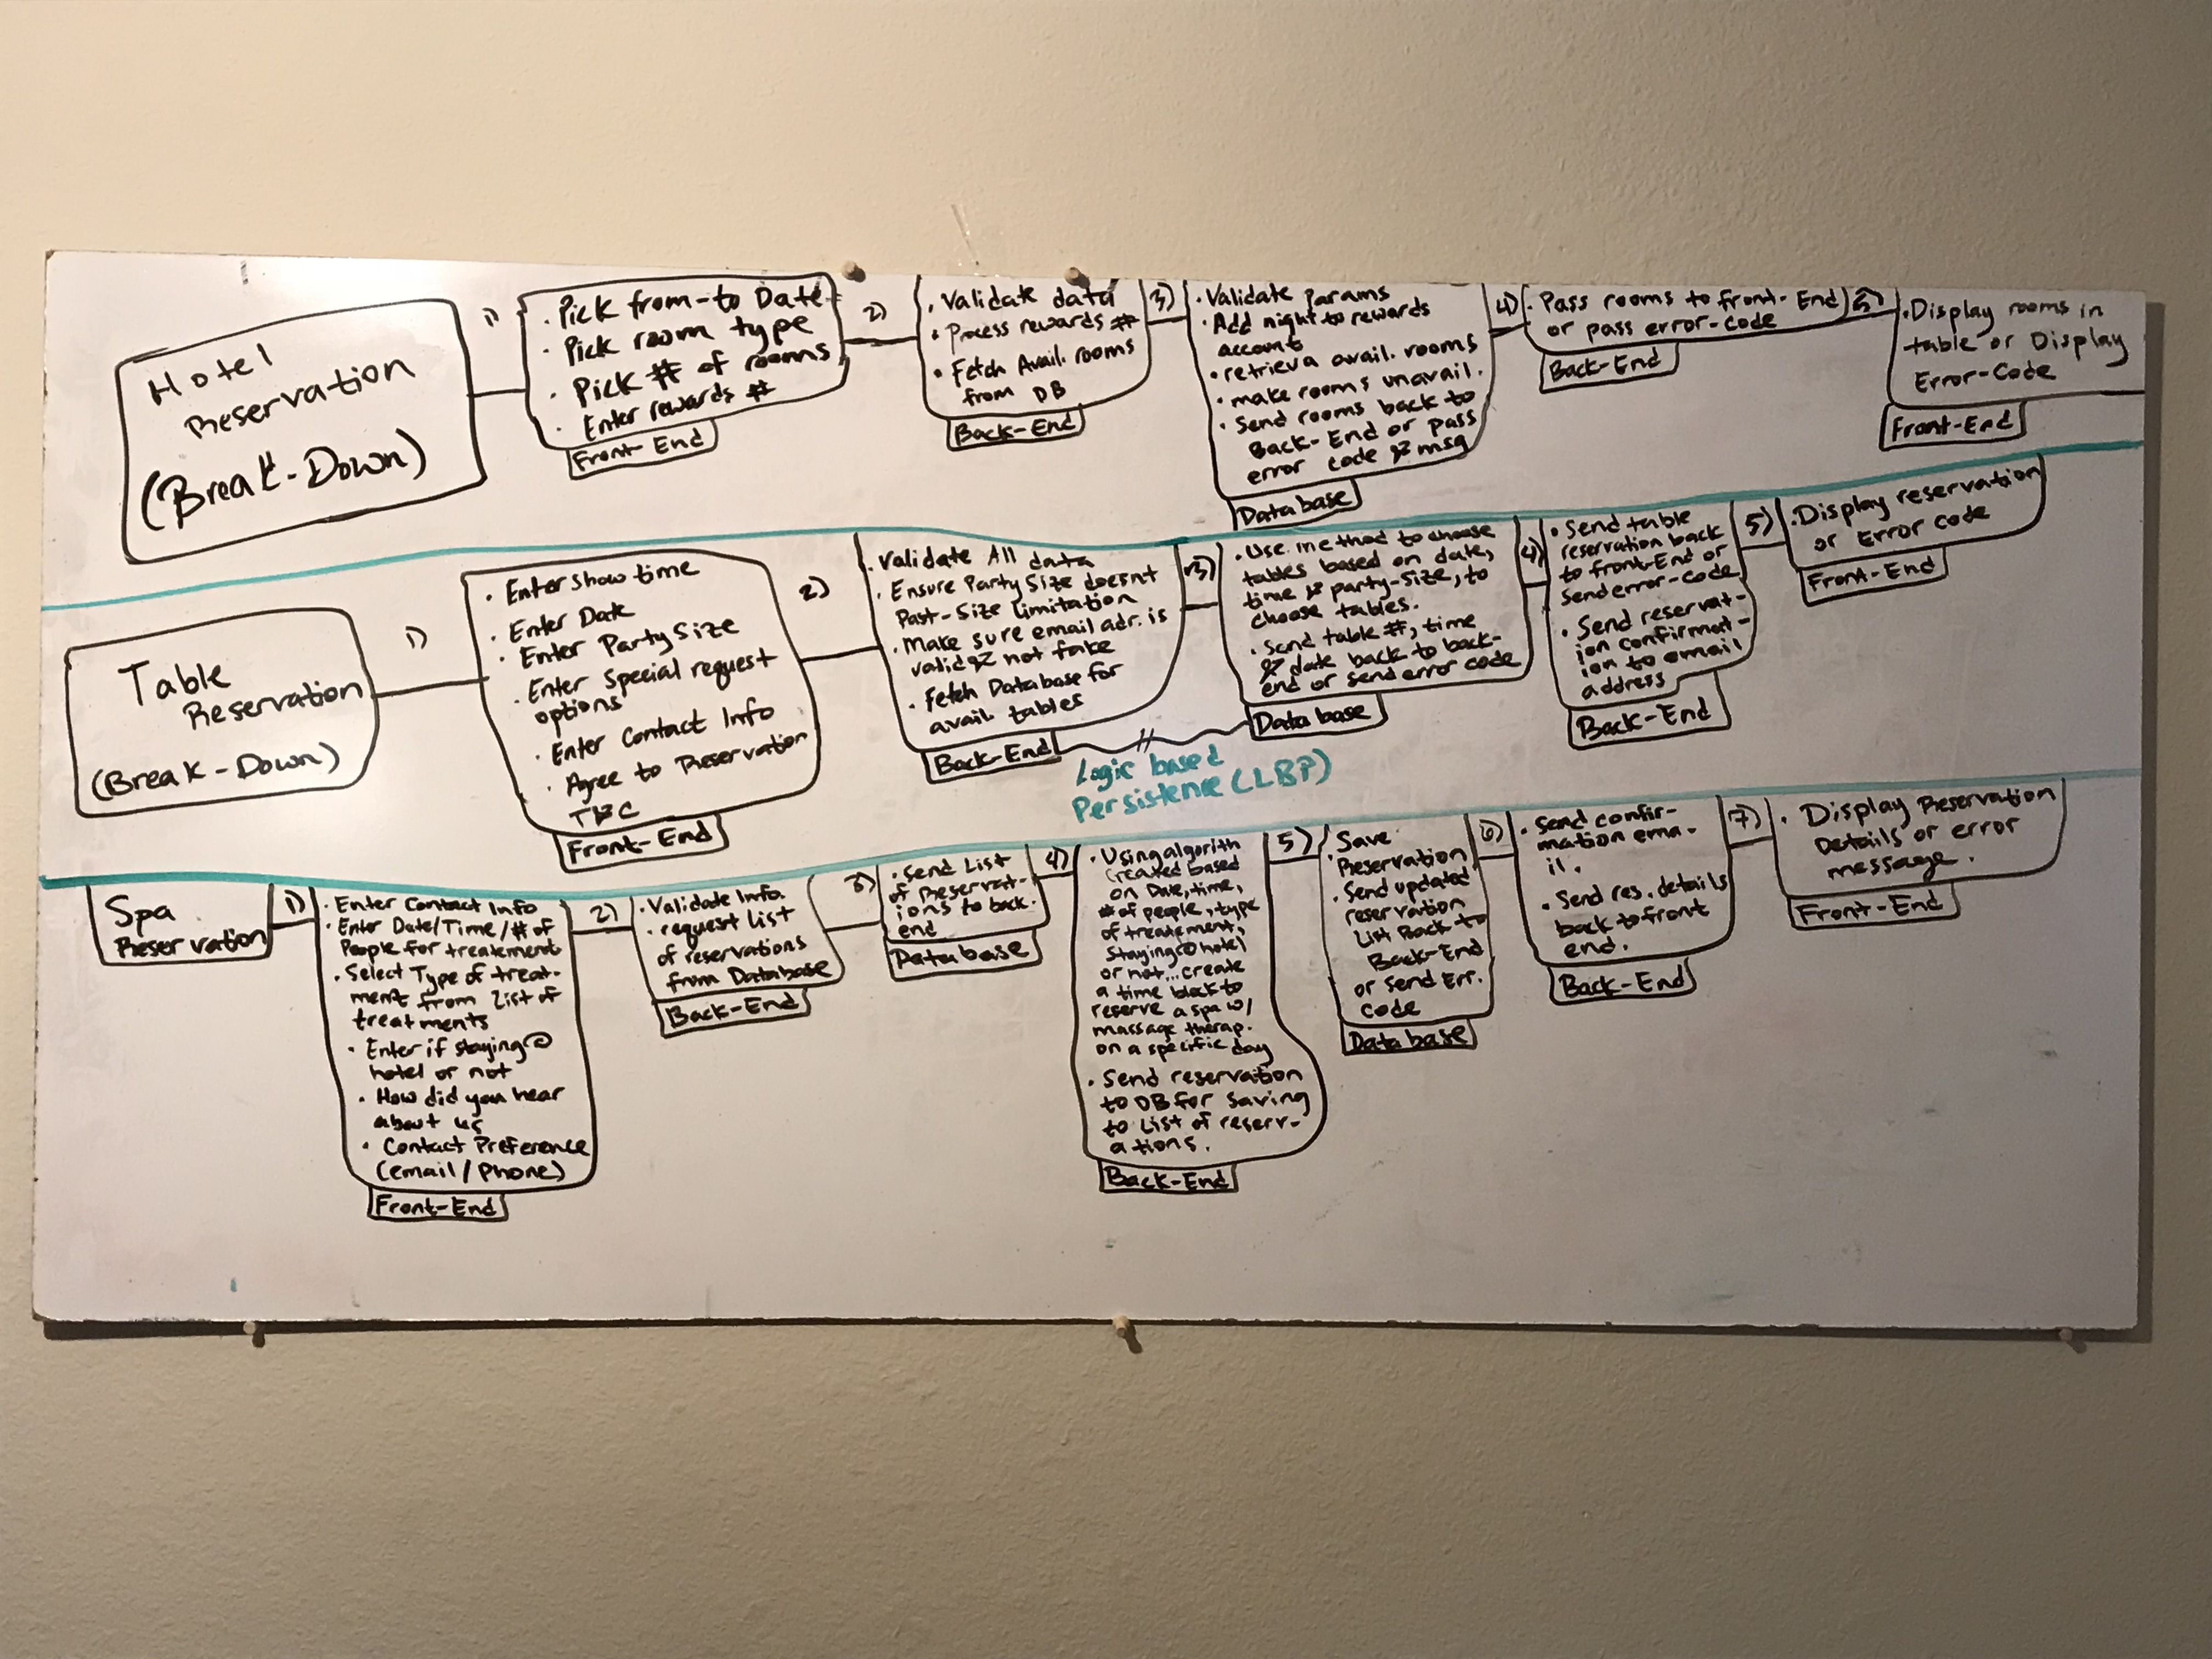 Hotel
Reservation
(Break-Down)
1)
· Pick from-to Date
· Pick room type
· Pick # of rooms
· Enter rewards #
Front-End
2)
· Validate data
· Process rewards #
· Fetch Avail. rooms
from DB
Back-End
3)
· Validate params
· Add night to rewards
account
· retrieva avail. rooms
· make rooms unavail.
· Send rooms back to
Back-End or pass
error code & msg
Database
4)
· Pass rooms to front-End
or pass error-code
Back-End
5)
· Display rooms in
table or Display
Error-Code
Front-End
Table
Reservation
(Break-Down)
1)
· Enter show time
· Enter Date
· Enter Party Size
· Enter Special request
options
· Enter Contact Info
· Agree to Reservation
T&C
Front-End
2)
· Validate All data
· Ensure Party Size doesnt
Past-Size limitation
· Make sure email adr. is
valid & not fake
· Fetch Database for
avail. tables
Back-End
3)
· Use method to choose
tables based on date,
time & party-size, to
choose tables.
· Send table #, time
& date back to back-
end or send error code
Database
Logic based
Persistence (LBP)
4)
· Send table
reservation back
to front-End or
send error-code
· Send reservat-
ion confirmat-
ion to email
address
Back-End
5)
· Display reservation
or Error code
Front-End
Spa
Reservation
1)
· Enter Contact Info
· Enter Date/Time/# of
People for treatement
· Select Type of treat-
ment from List of
treatments
· Enter if staying @
hotel or not
· How did you hear
about us
· Contact Preference
(email/Phone)
Front-End
2)
· Validate Info.
· request list
of reservations
from Database
Back-End
3)
· Send List
of Reservat-
ions to back-
end
Database
4)
· Using algorith
created based
on Date, time,
# of people, type
of treatement,
Staying @ hotel
or not... create
a time block to
reserve a spa w/
massage therap.
on a specific day
· Send reservation
to DB for saving
to List of reserv-
ations.
Back-End
5)
· Save
Reservation
· Send updated
reservation
List Back to
Back-End
or send Err.
code
Database
6)
· Send confir-
mation ema-
il.
· Send res. details
back to front
end.
Back-End
7)
· Display Reservation
Details or error
message.
Front-End